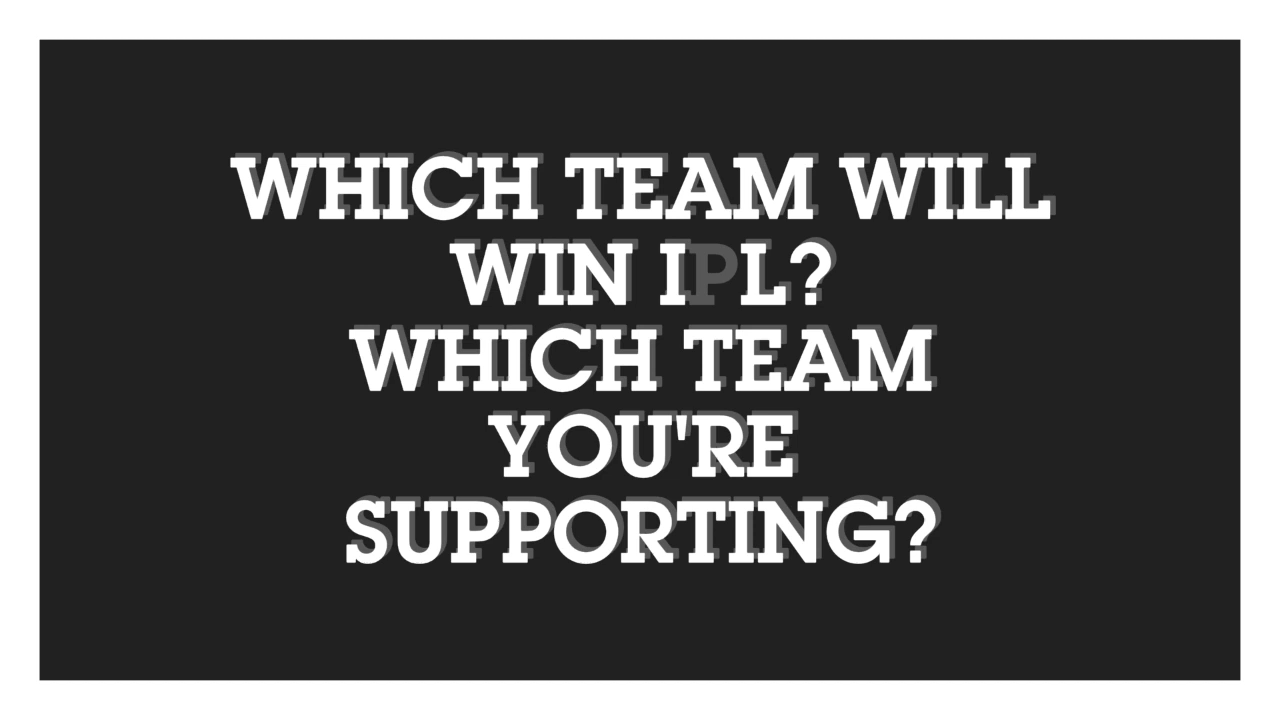 WHICH TEAM WILL
WIN IPL?
WHICH TEAM
YOU'RE
SUPPORTING?